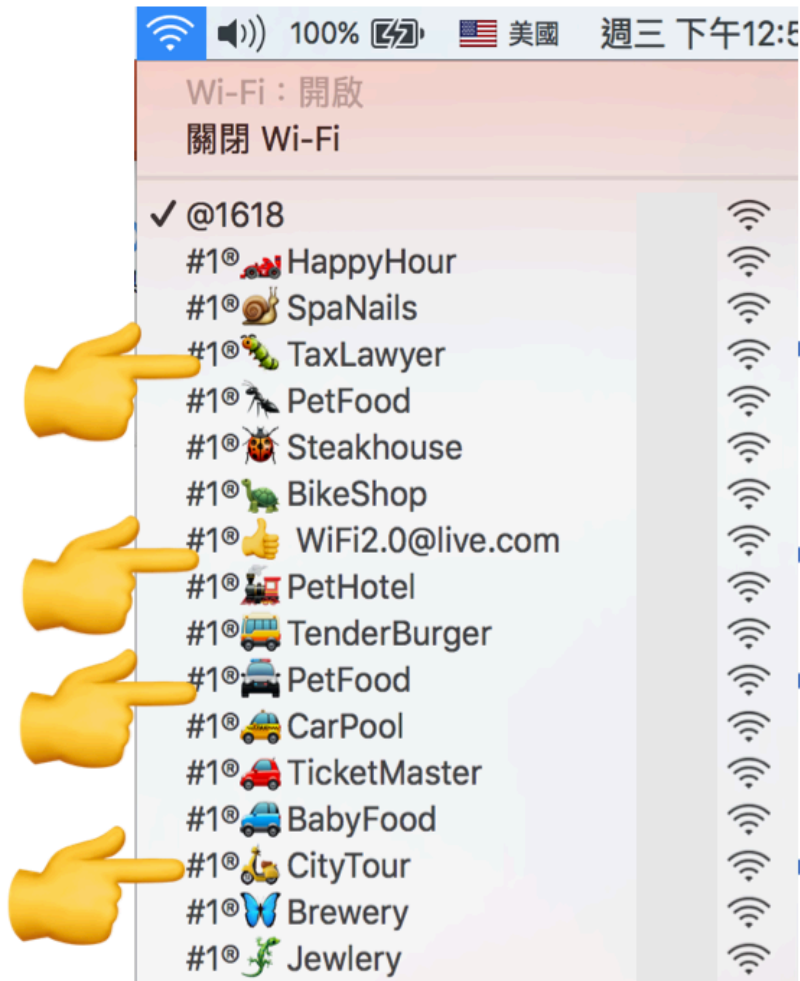 100% 美國 週三 下午12:5
Wi-Fi：開啟
關閉 Wi-Fi
@1618
#1® HappyHour
#1® SpaNails
#1® TaxLawyer
#1® PetFood
#1® Steakhouse
#1® BikeShop
#1® WiFi2.0@live.com
#1® PetHotel
#1® TenderBurger
#1® PetFood
#1® CarPool
#1® TicketMaster
#1® BabyFood
#1® CityTour
#1® Brewery
#1® Jewlery